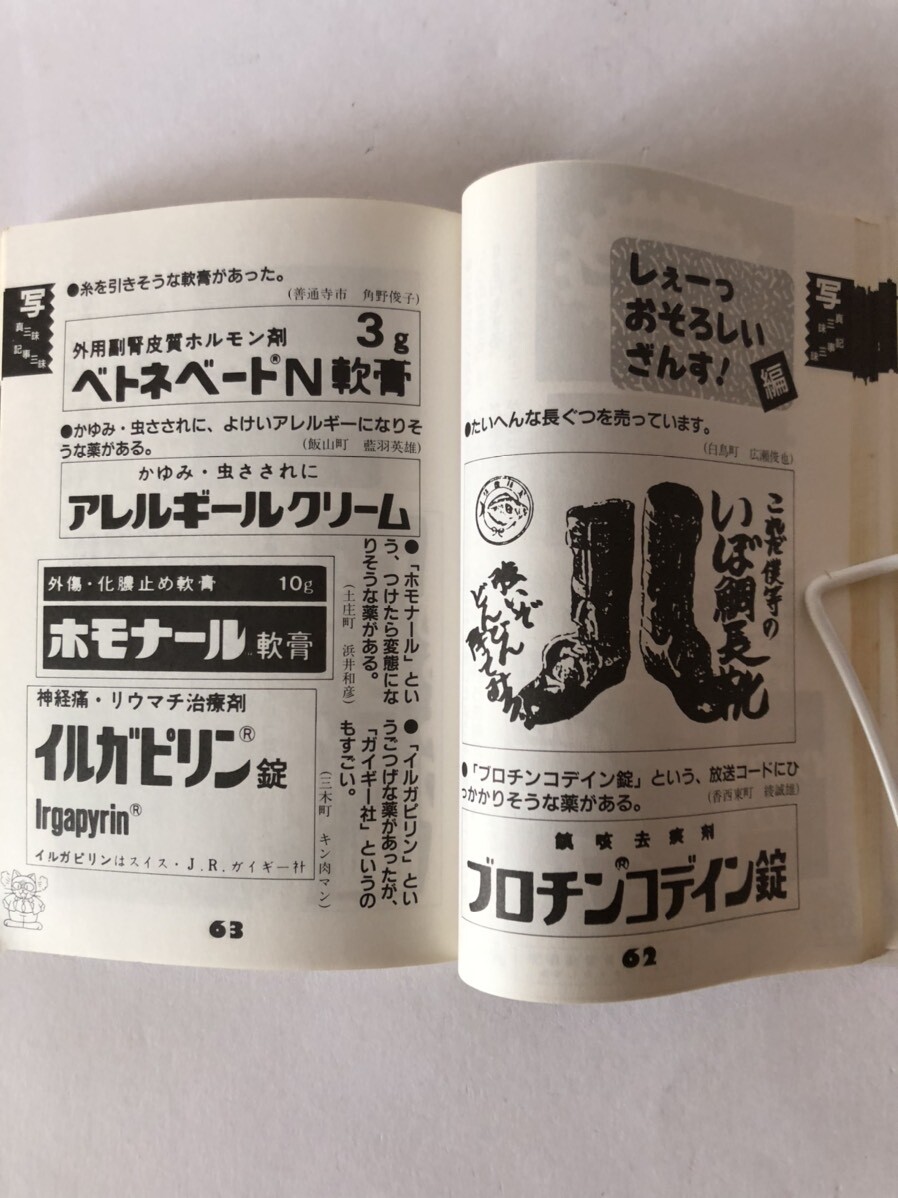 しぇーっ
おそろしい
ざんす!
編
写
真三昧
記事三昧
●たいへんな長ぐつを売っています。
(白鳥町 広瀬俊也)
これだ僕等の
いぼ鯛長靴
強いぞ
どんどん
●「ブロチンコデイン錠」という、放送コードにひ
っかかりそうな薬がある。
(香西東町 綾誠雄)
鎮咳去痰剤
ブロチン®コデイン錠
62
写
真三昧
記事三昧
●糸を引きそうな軟膏があった。
(善通寺市 角野俊子)
外用副腎皮質ホルモン剤
3g
ベトネベート®N軟膏
●かゆみ・虫さされに、よけいアレルギーになりそ
うな薬がある。
(飯山町 藍羽英雄)
かゆみ・虫さされに
アレルギールクリーム
●「ホモナール」とい
う、つけたら変態にな
りそうな薬がある。
(土庄町 浜井和彦)
外傷・化膿止め軟膏 10g
ホモナール軟膏
●「イルガピリン」とい
うごつげな薬があったが、
「ガイギー社」というの
もすごい。
(三木町 キン肉マン)
神経痛・リウマチ治療剤
イルガピリン®錠
Irgapyrin®
イルガピリンはスイス・J.R.ガイギー社
63